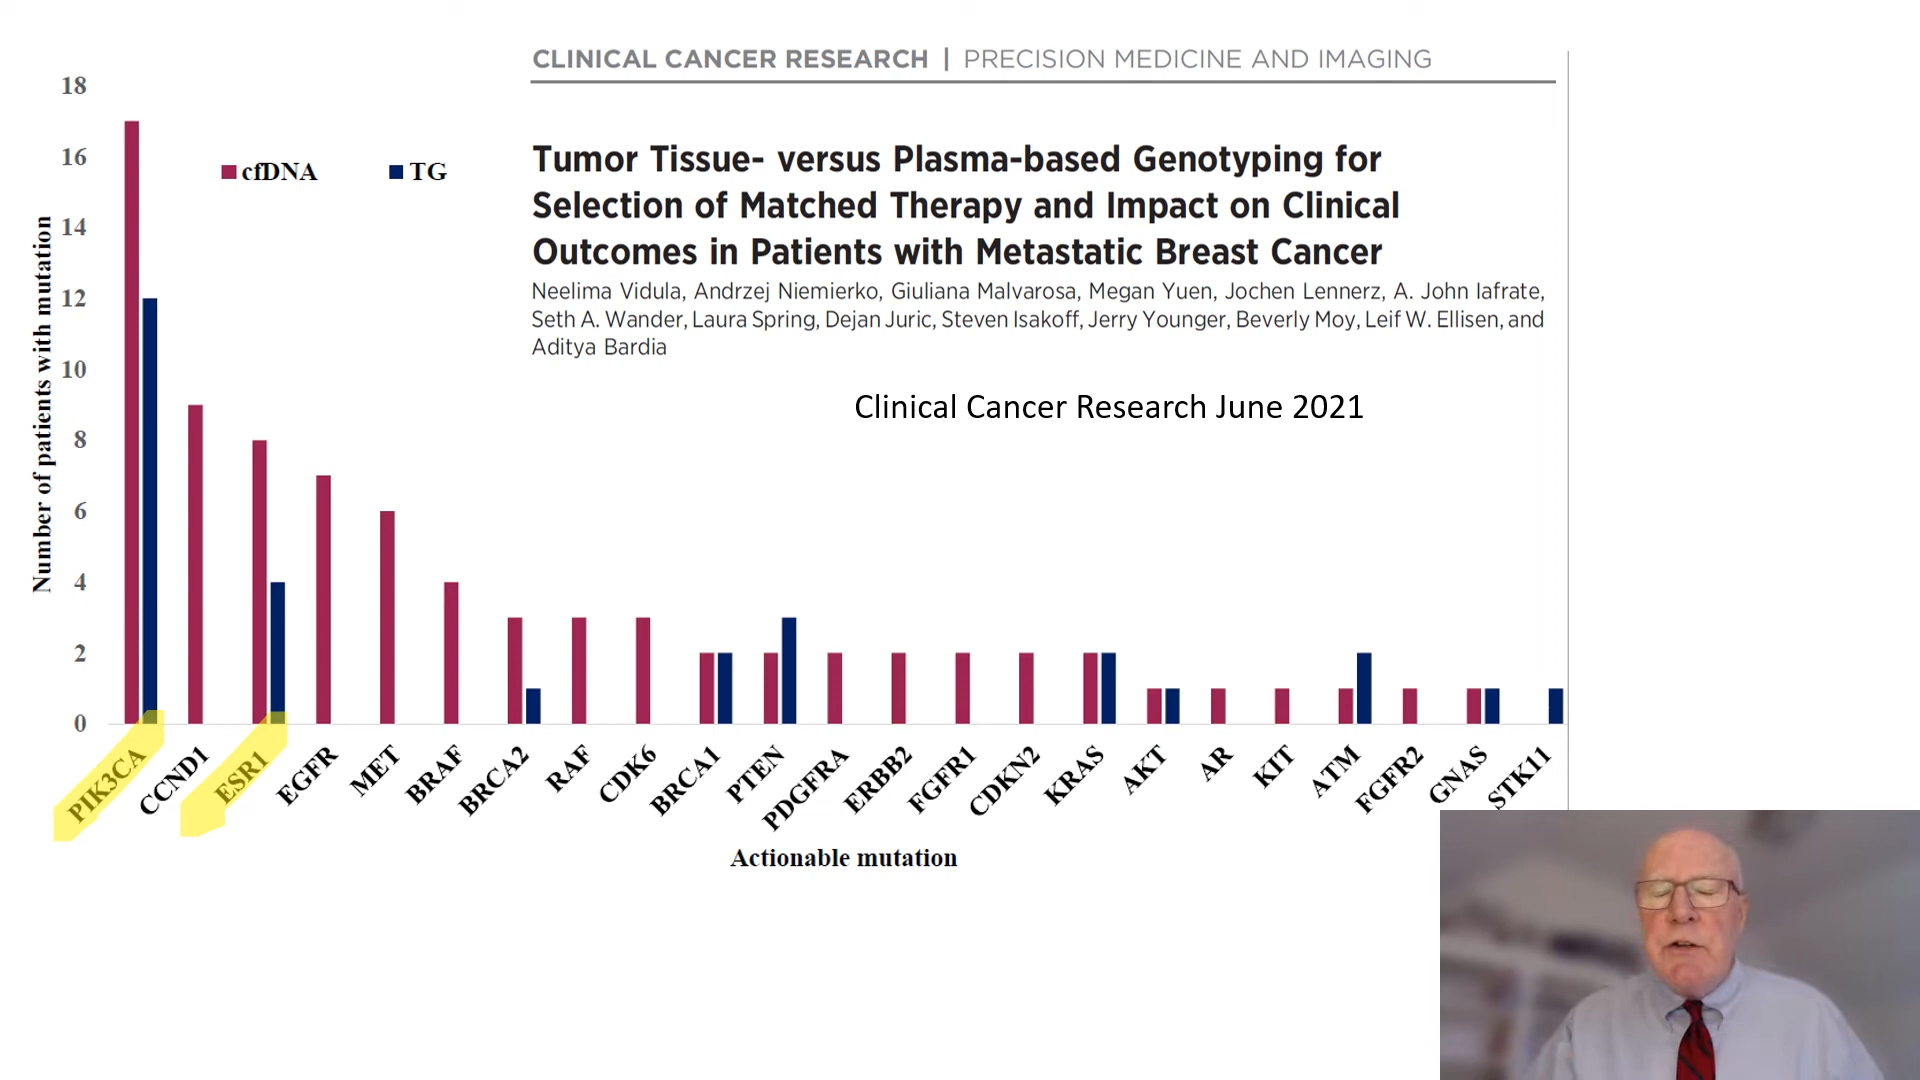 CLINICAL CANCER RESEARCH | PRECISION MEDICINE AND IMAGING
Tumor Tissue- versus Plasma-based Genotyping for
Selection of Matched Therapy and Impact on Clinical
Outcomes in Patients with Metastatic Breast Cancer
Neelima Vidula, Andrzej Niemierko, Giuliana Malvarosa, Megan Yuen, Jochen Lennerz, A. John Iafrate,
Seth A. Wander, Laura Spring, Dejan Juric, Steven Isakoff, Jerry Younger, Beverly Moy, Leif W. Ellisen, and
Aditya Bardia
Clinical Cancer Research June 2021
cfDNA
TG
Number of patients with mutation
18
16
14
12
10
8
6
4
2
0
PIK3CA
CCND1
ESR1
EGFR
MET
BRAF
BRCA2
RAF
CDK6
BRCA1
PTEN
PDGFRA
ERBB2
FGFR1
CDKN2
KRAS
AKT
AR
KIT
ATM
FGFR2
GNAS
STK11
Actionable mutation